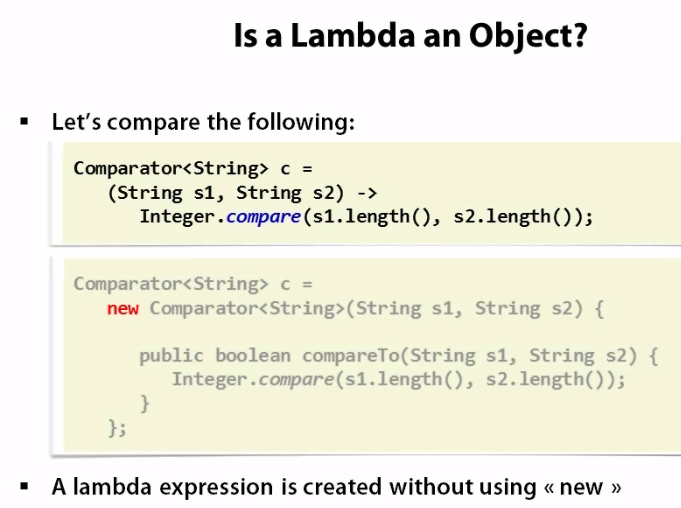 Is a Lambda an Object?
▪ Let's compare the following:
Comparator<String> c =
(String s1, String s2) ->
Integer.compare(s1.length(), s2.length());
Comparator<String> c =
new Comparator<String>(String s1, String s2) {
public boolean compareTo(String s1, String s2) {
Integer.compare(s1.length(), s2.length());
}
};
▪ A lambda expression is created without using « new »